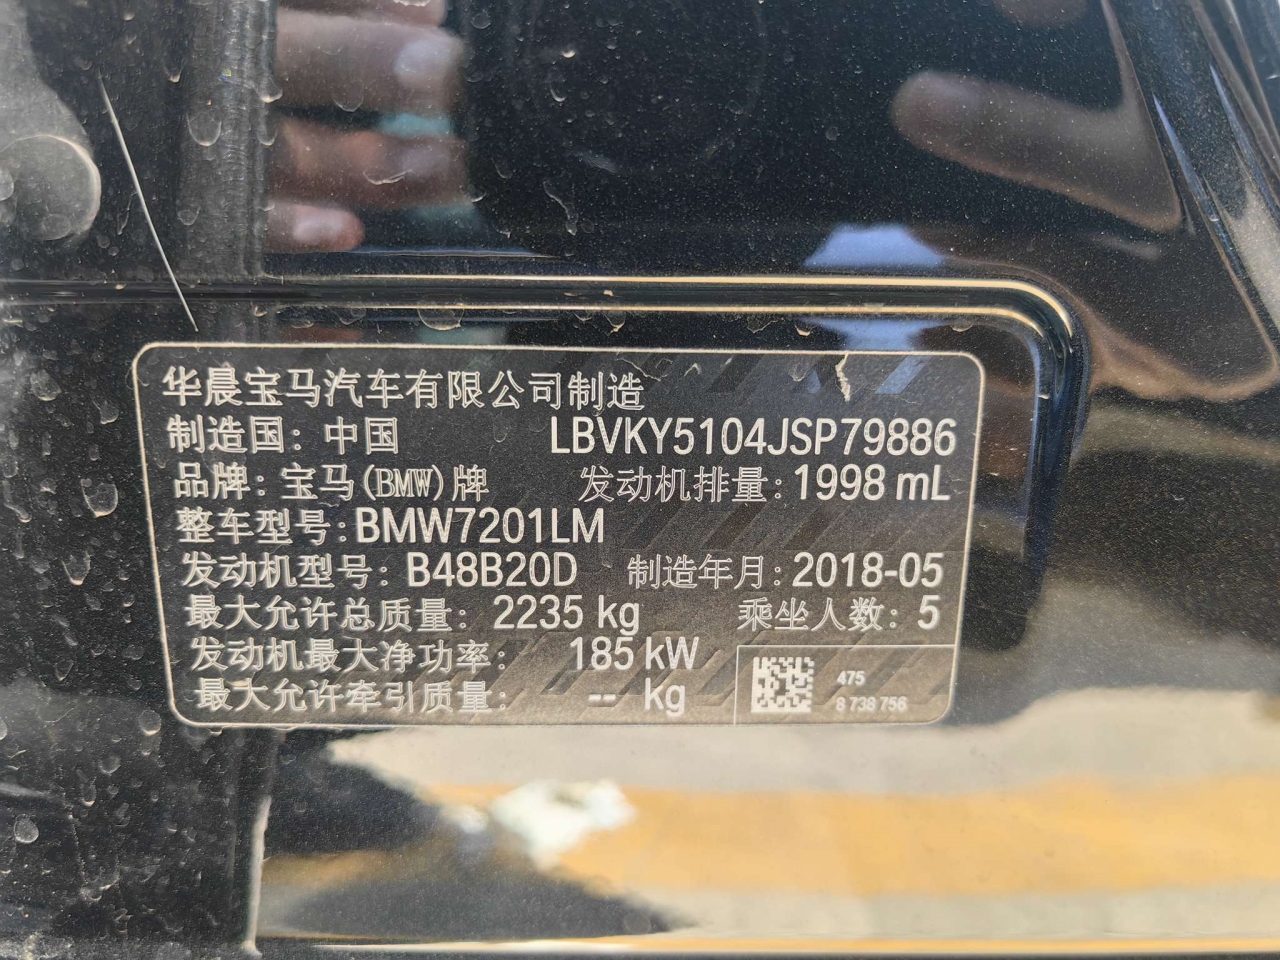 华晨宝马汽车有限公司制造
制造国：中国 LBVKY5104JSP79886
品牌：宝马(BMW)牌 发动机排量：1998 mL
整车型号：BMW7201LM
发动机型号：B48B20D 制造年月：2018-05
最大允许总质量：2235 kg 乘坐人数：5
发动机最大净功率：185 kW
最大允许牵引质量：-- kg
475
8 738 756